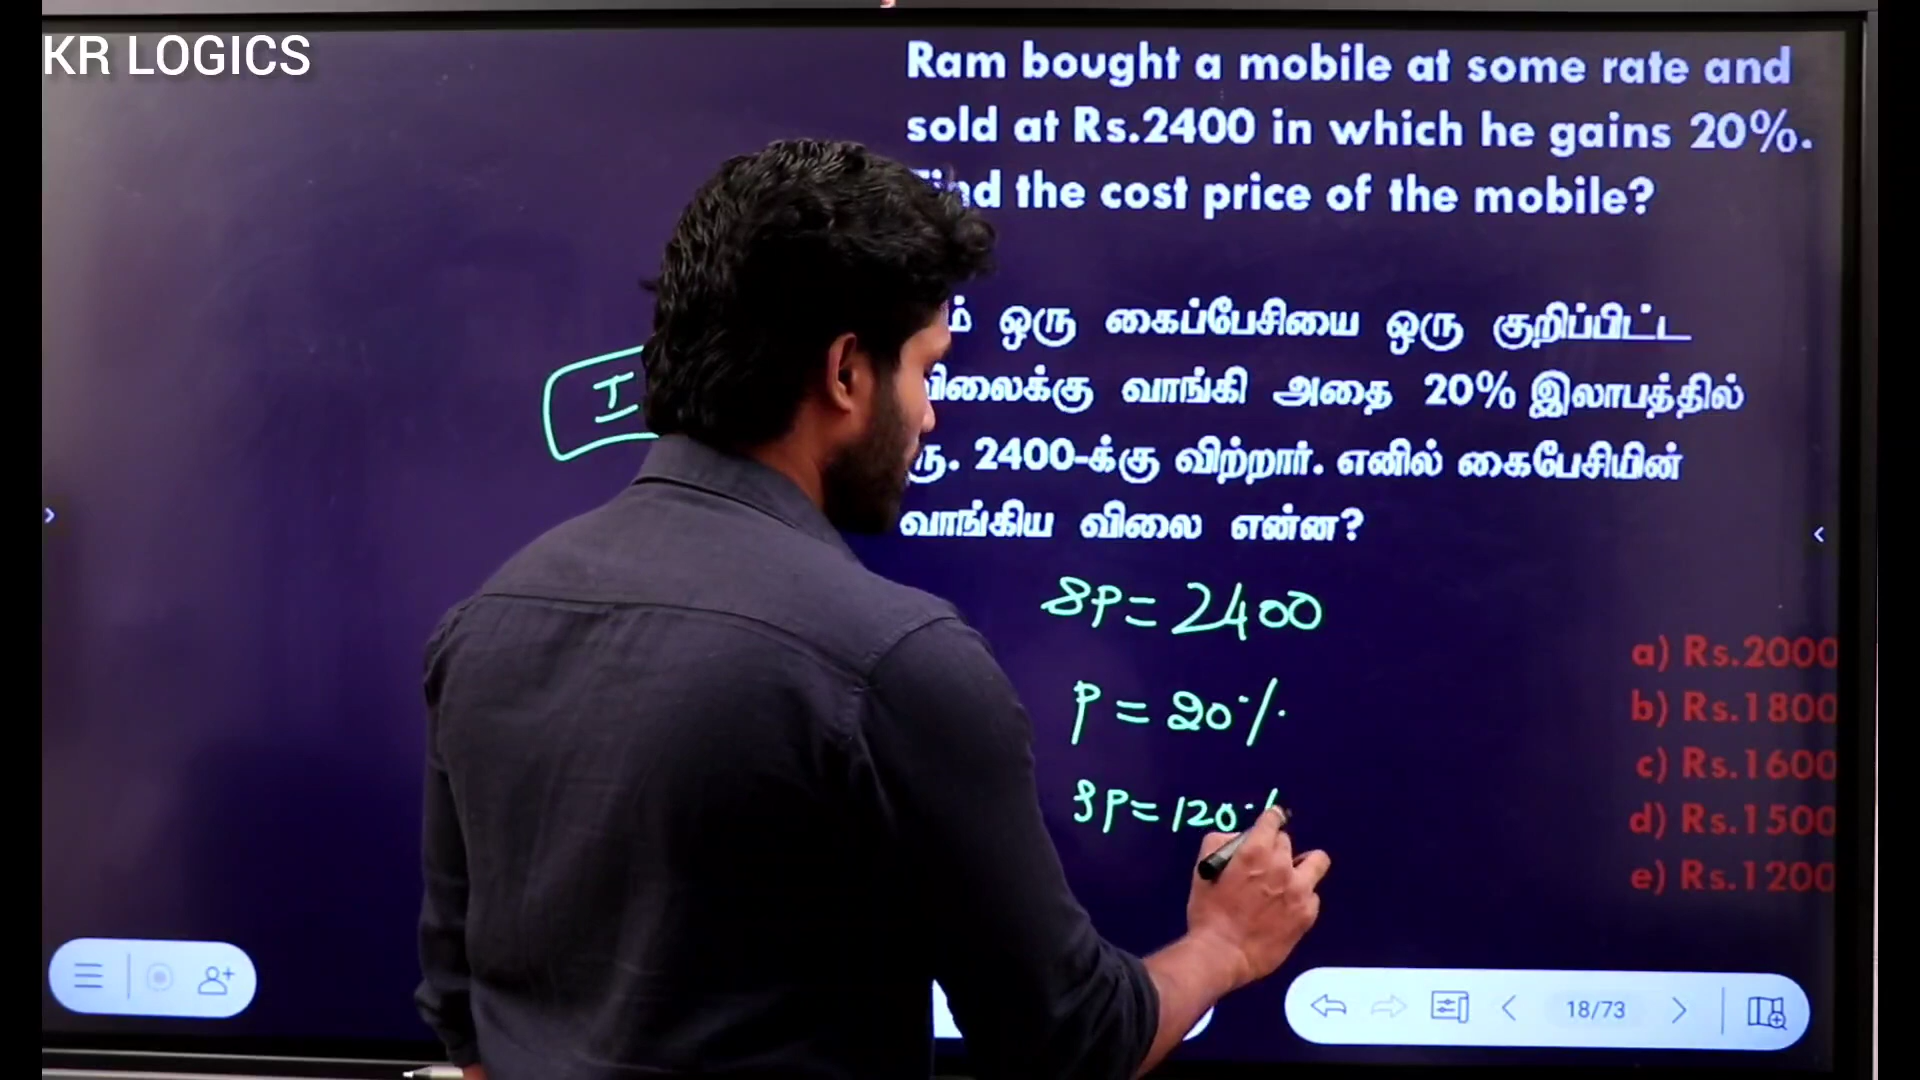 KR LOGICS
Ram bought a mobile at some rate and
sold at Rs.2400 in which he gains 20%.
the cost price of the mobile?
ஒரு கைப்பேசியை ஒரு குறிப்பிட்ட
வாங்கி அதை 20% இலாபத்தில்
2400-க்கு விற்றார். எனில் கைபேசியின்
வாங்கிய விலை என்ன?
I
SP = 2400
P = 20%
SP = 120%
a) Rs.2000
b) Rs.1800
c) Rs.1600
d) Rs.1500
e) Rs.1200
18/73